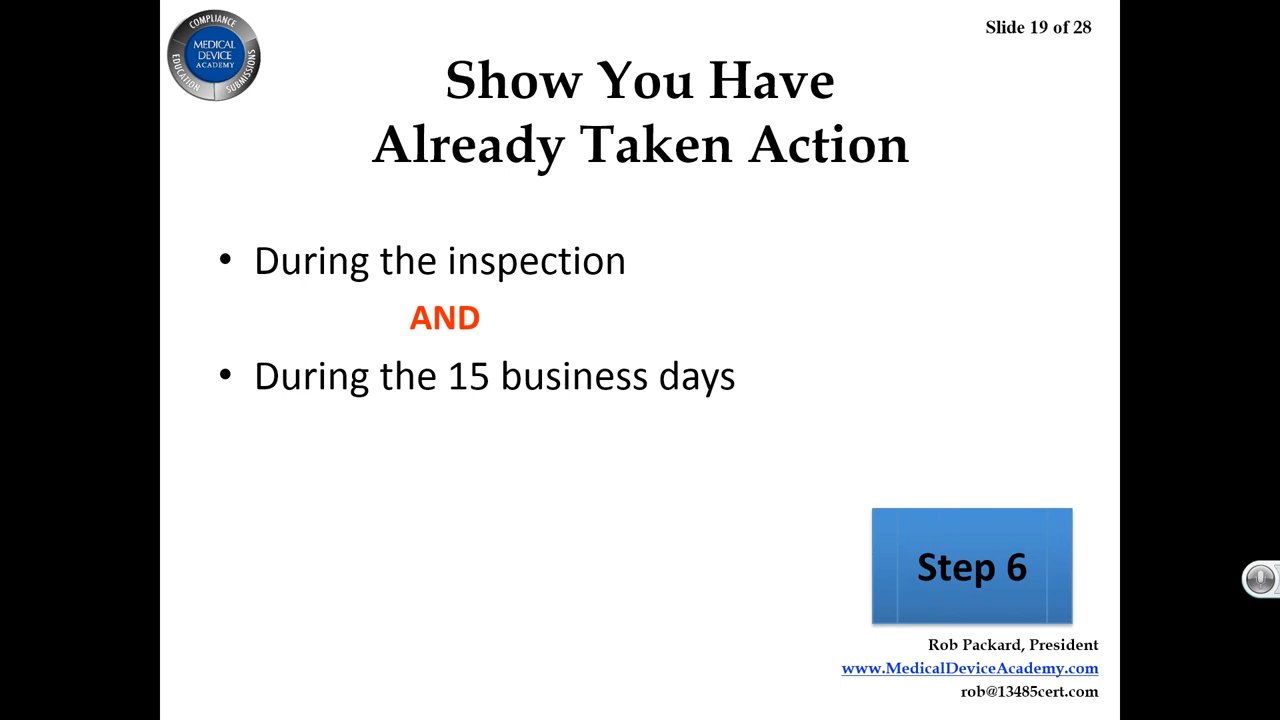 COMPLIANCE
MEDICAL
DEVICE
ACADEMY
EDUCATION
SUBMISSIONS
Slide 19 of 28
Show You Have
Already Taken Action
• During the inspection
AND
• During the 15 business days
Step 6
Rob Packard, President
www.MedicalDeviceAcademy.com
rob@13485cert.com